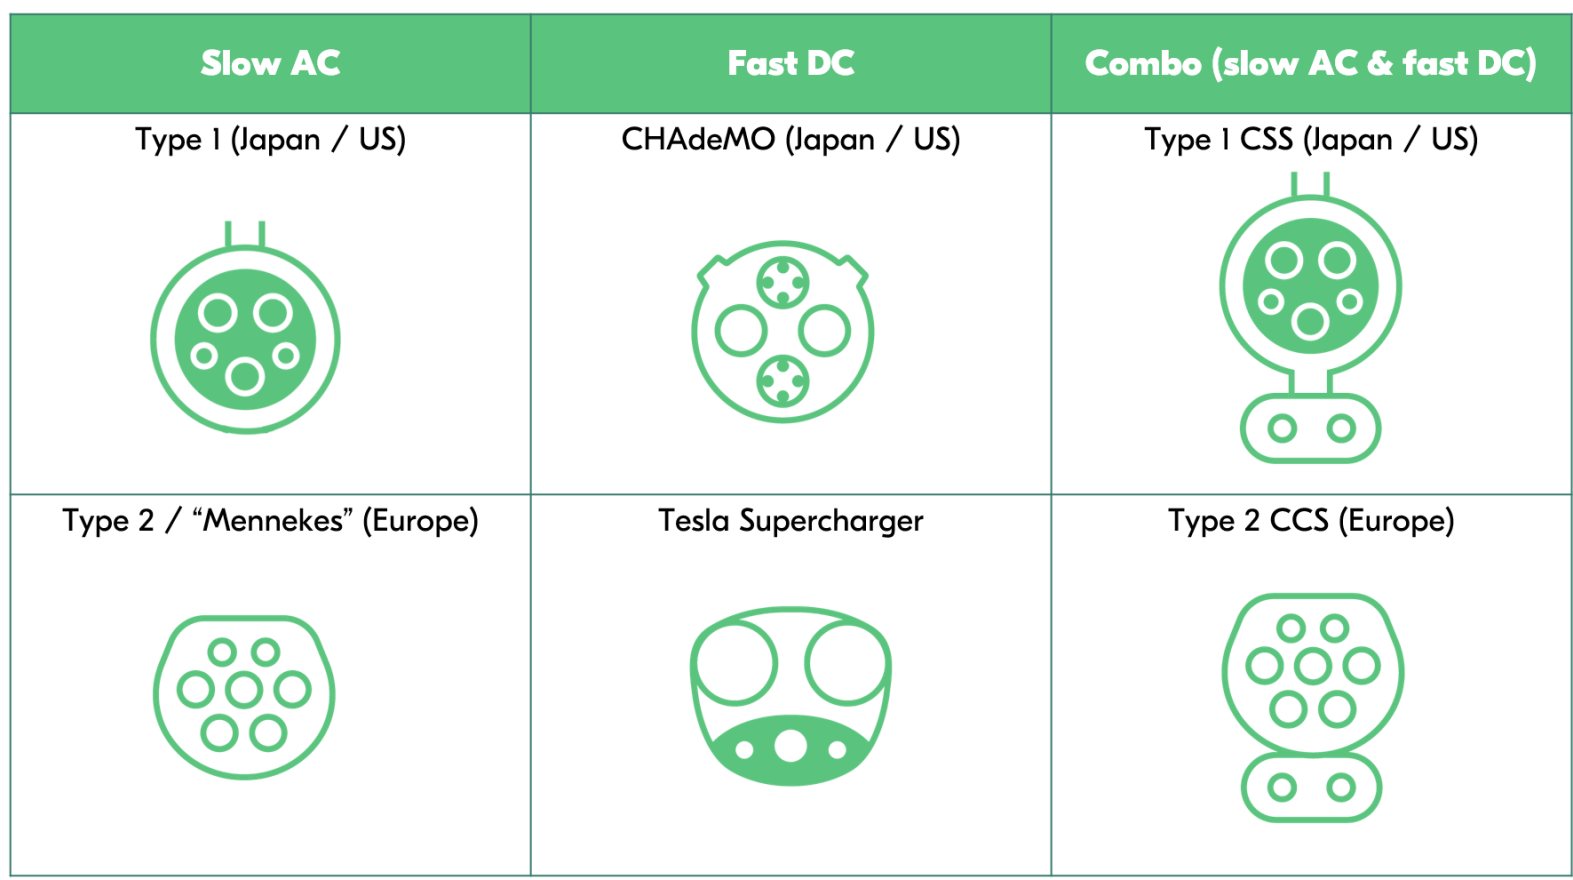 Slow AC
Fast DC
Combo (slow AC & fast DC)
Type 1 (Japan / US)
CHAdeMO (Japan / US)
Type 1 CSS (Japan / US)
Type 2 / “Mennekes” (Europe)
Tesla Supercharger
Type 2 CCS (Europe)